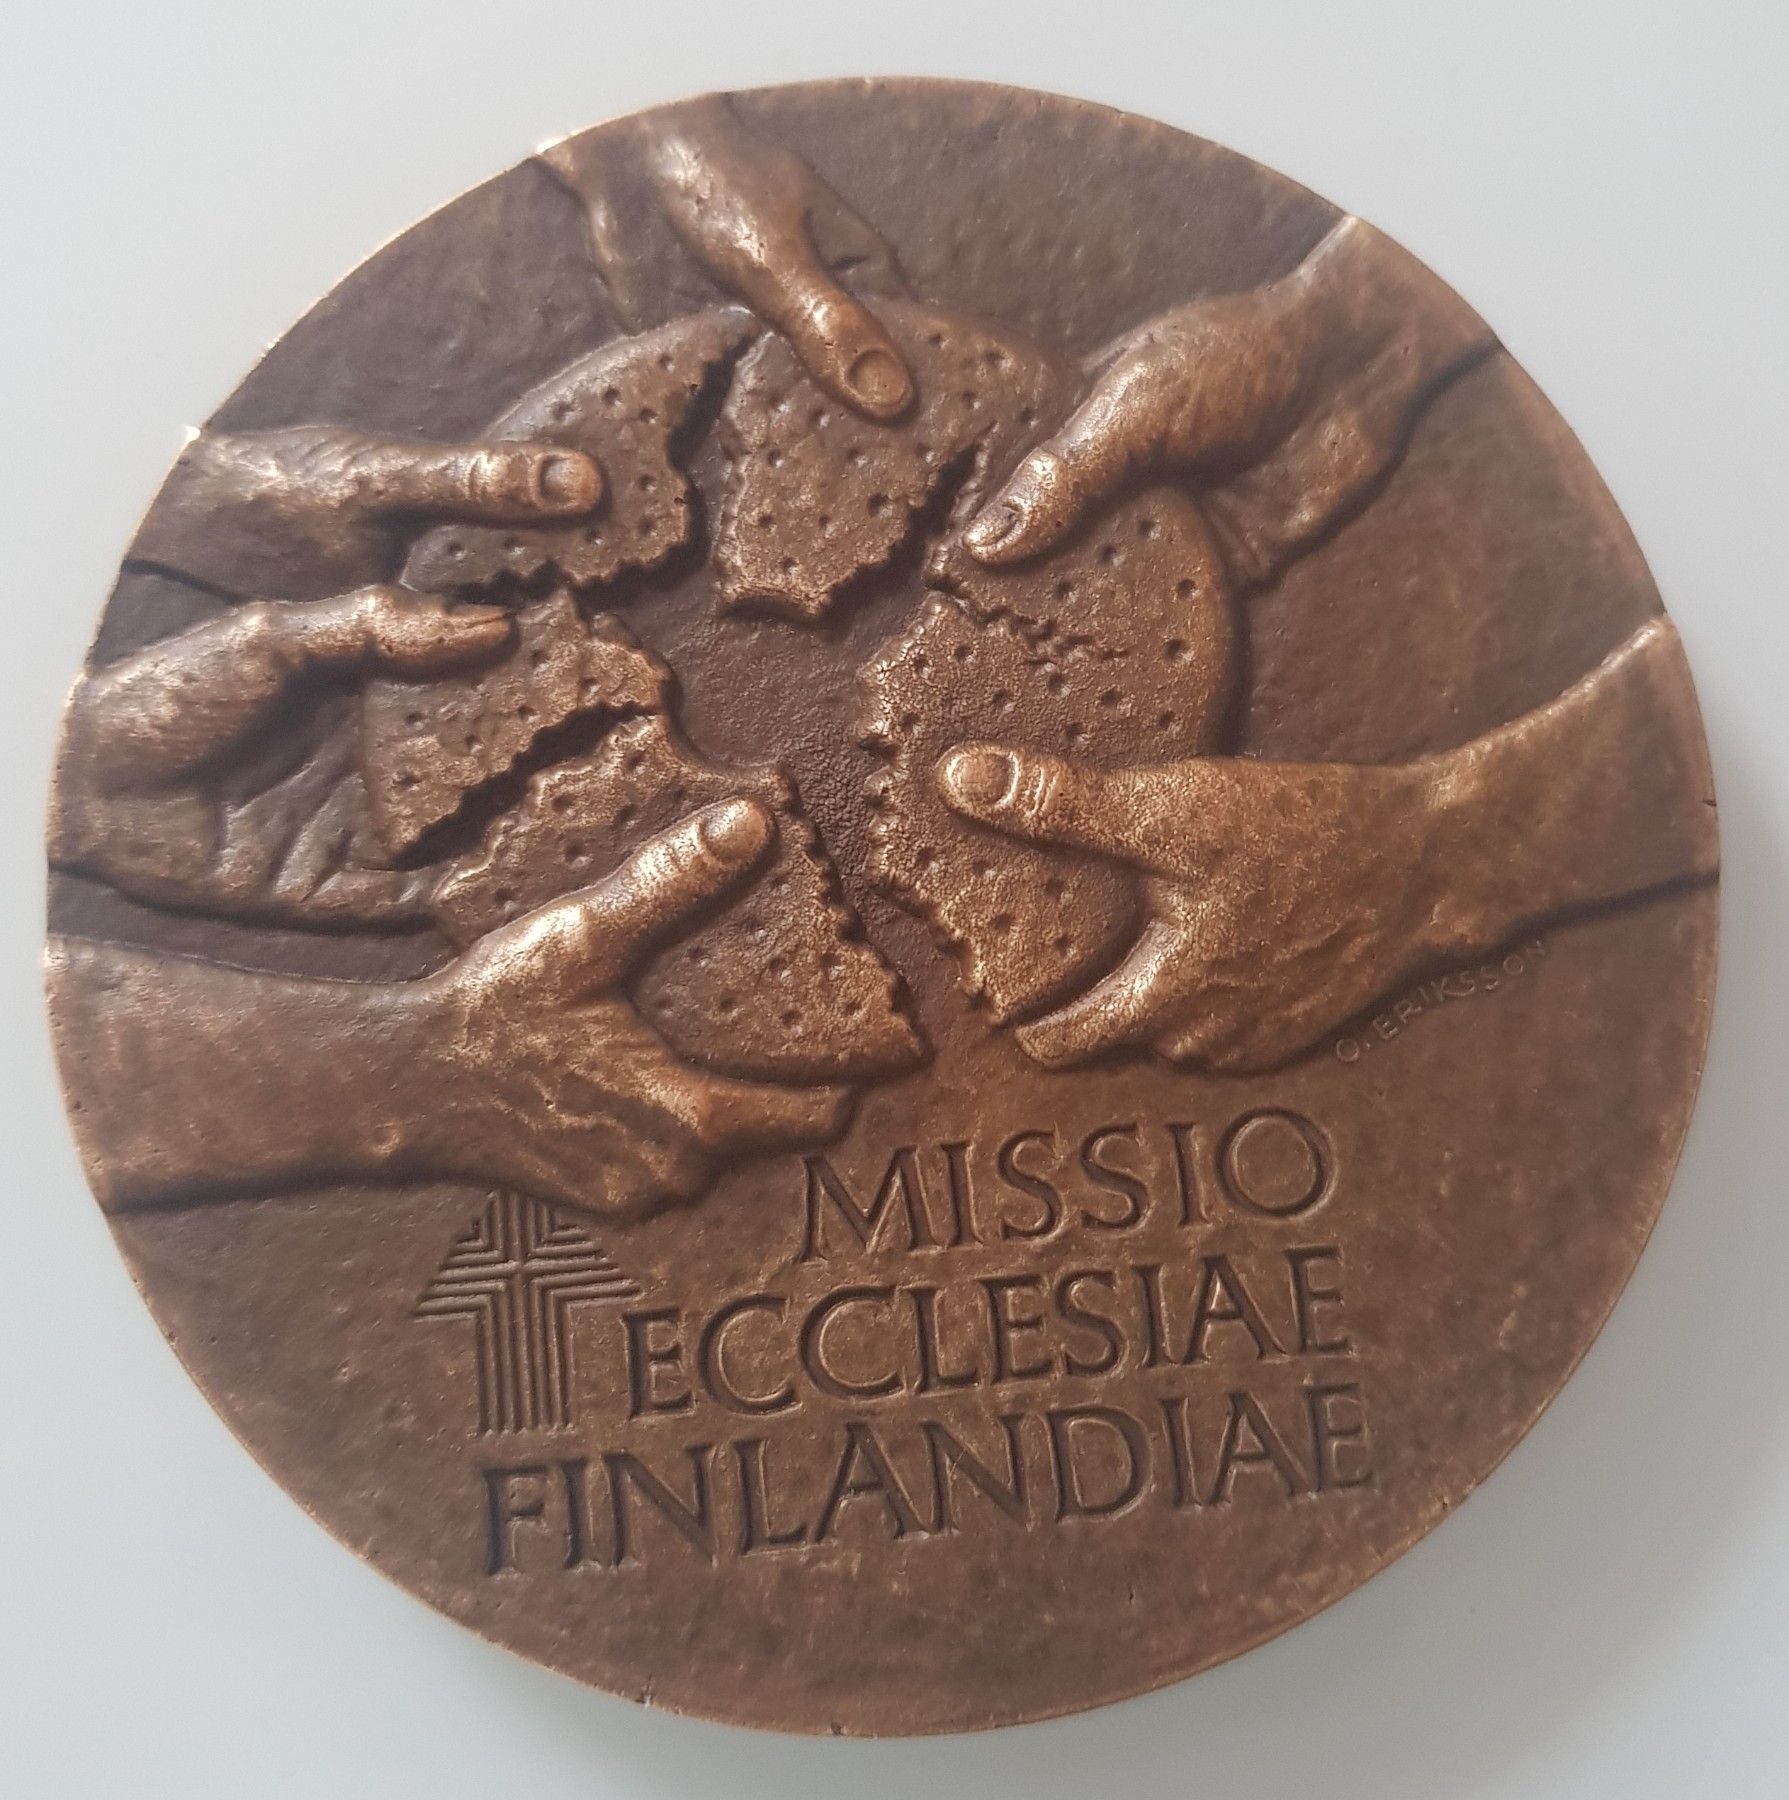 O. ERIKSSON
MISSIO
ECCLESIAE
FINLANDIAE